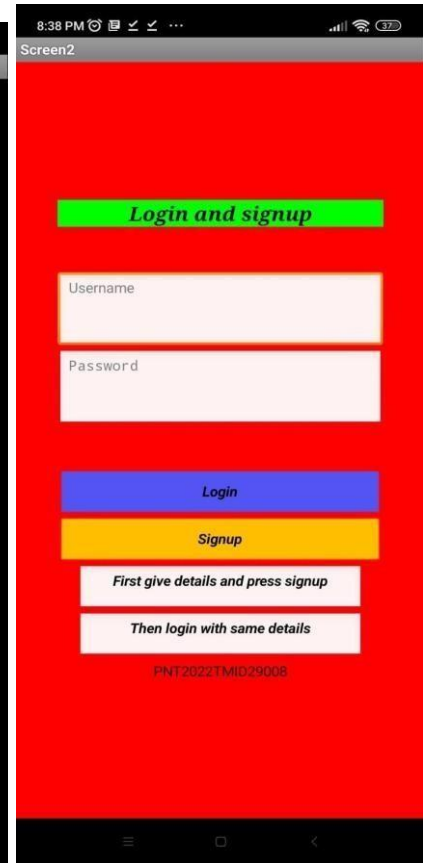 8:38 PM ... 37
Screen2
Login and signup
Username
Password
Login
Signup
First give details and press signup
Then login with same details
PNT2022TMID29008